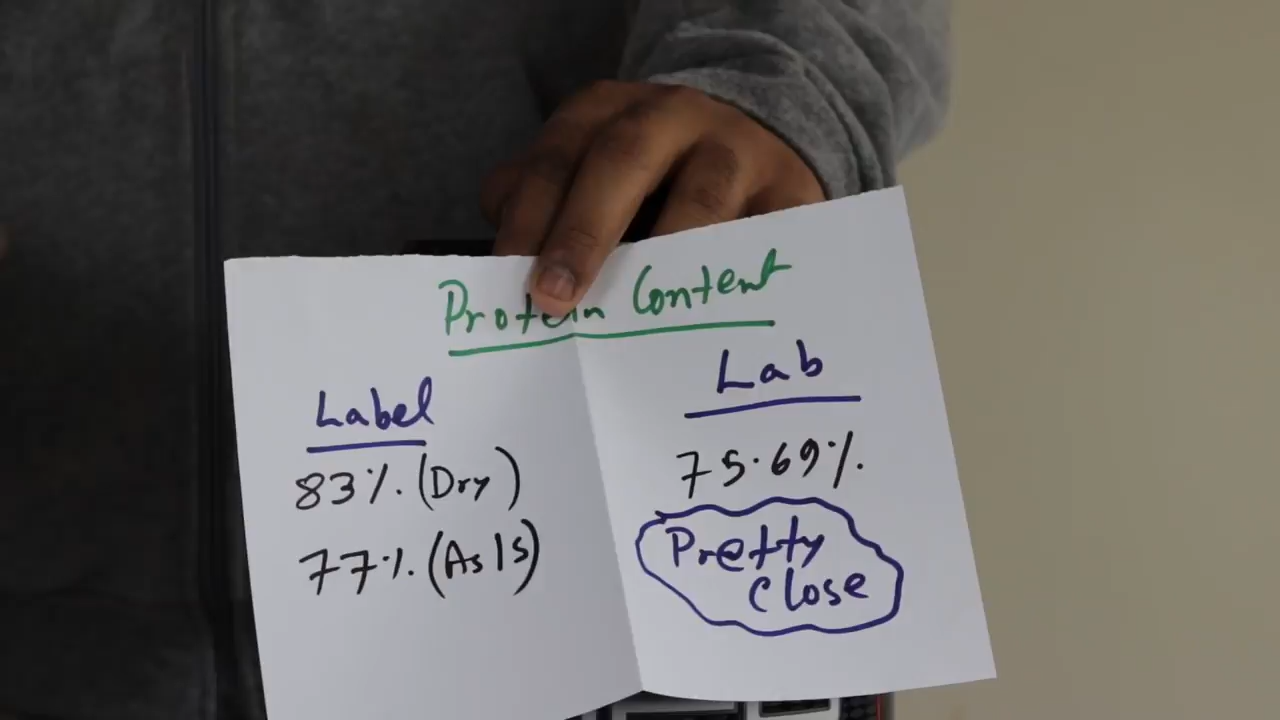 Protein Content
Label
83%. (Dry)
77%. (As Is)
Lab
75.69%.
Pretty
Close